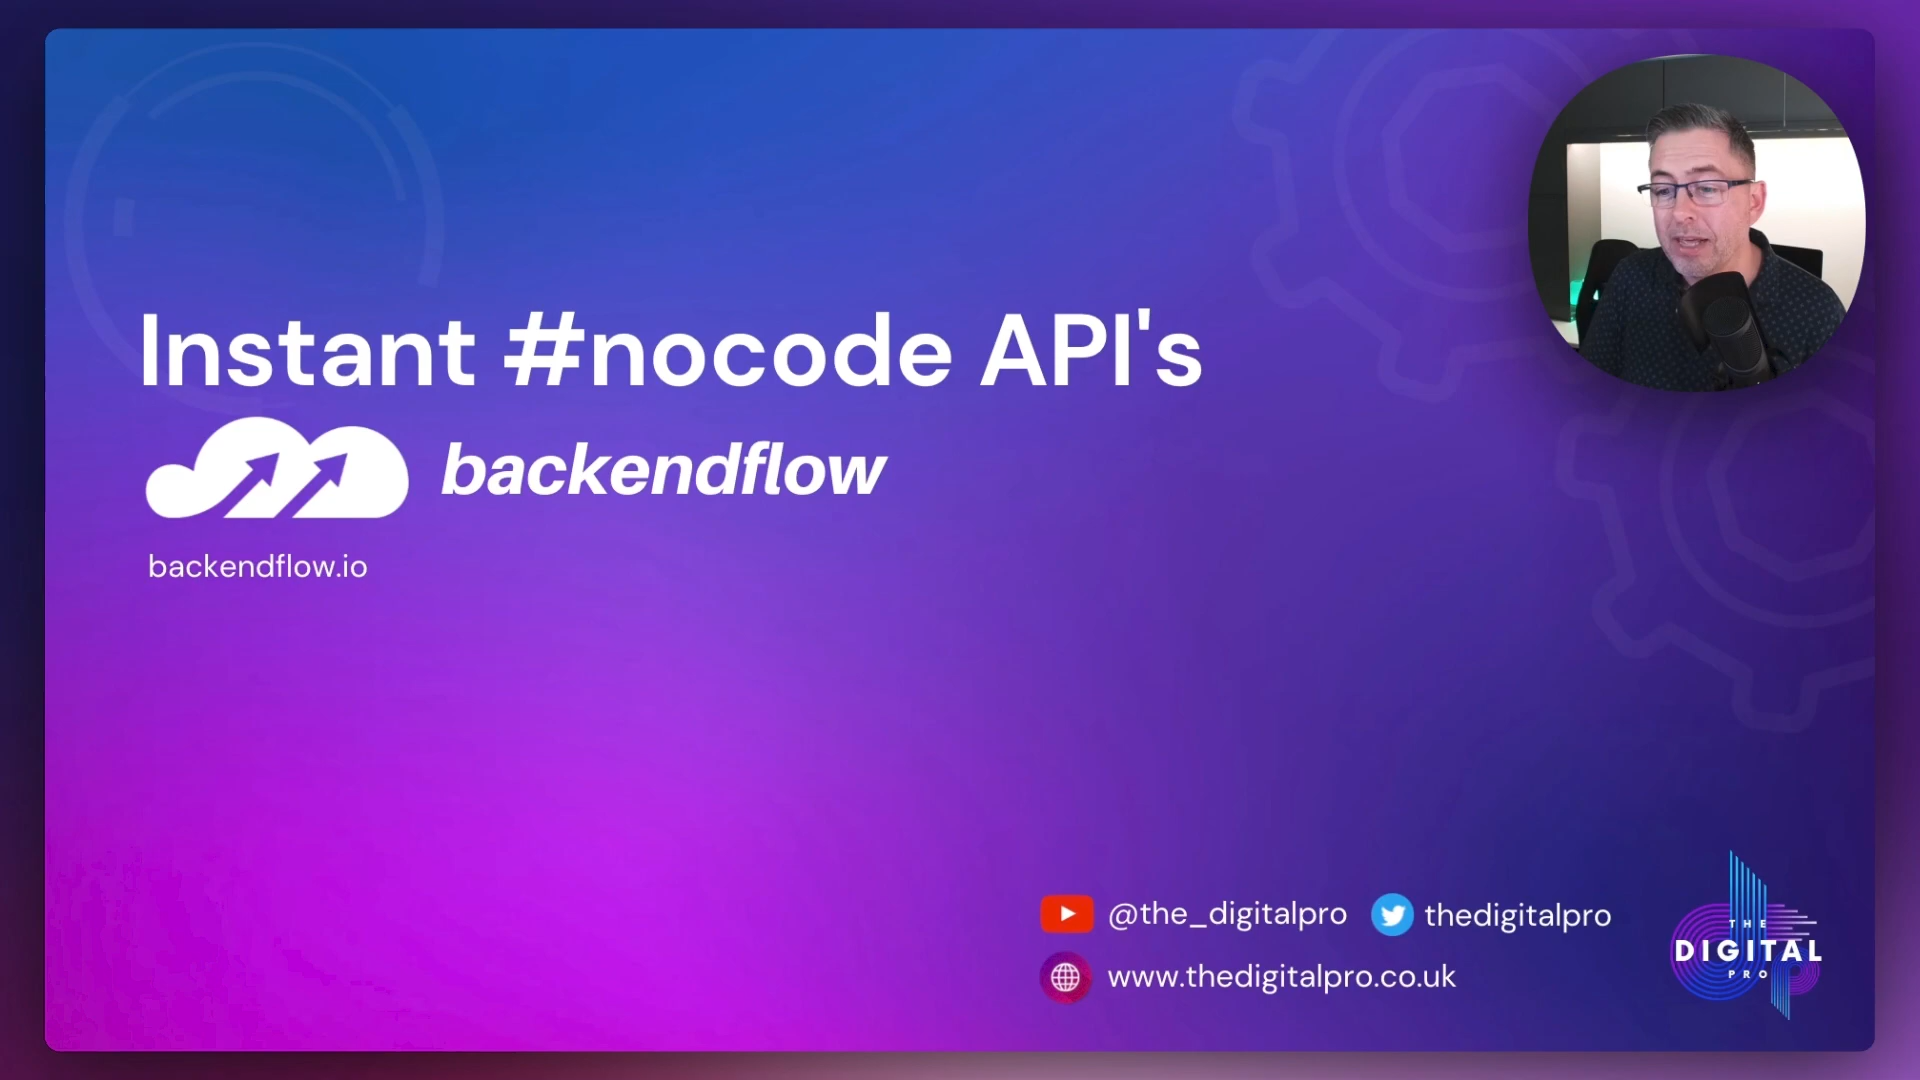 Instant #nocode API's
backendflow
backendflow.io
@the_digitalpro thedigitalpro
www.thedigitalpro.co.uk
THE
DIGITAL
PRO